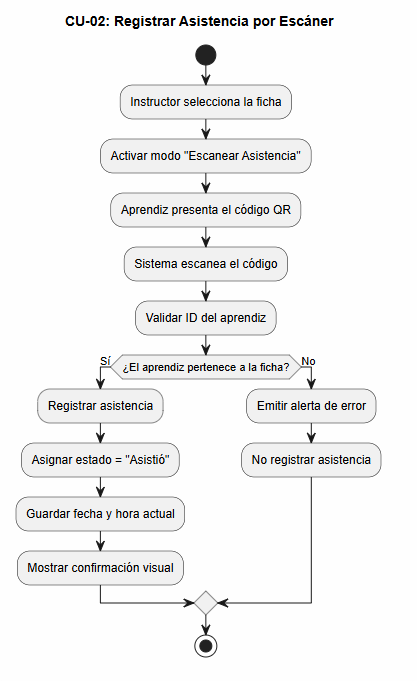 CU-02: Registrar Asistencia por Escáner
Instructor selecciona la ficha
Activar modo "Escanear Asistencia"
Aprendiz presenta el código QR
Sistema escanea el código
Validar ID del aprendiz
Sí
¿El aprendiz pertenece a la ficha?
No
Registrar asistencia
Emitir alerta de error
Asignar estado = "Asistió"
No registrar asistencia
Guardar fecha y hora actual
Mostrar confirmación visual